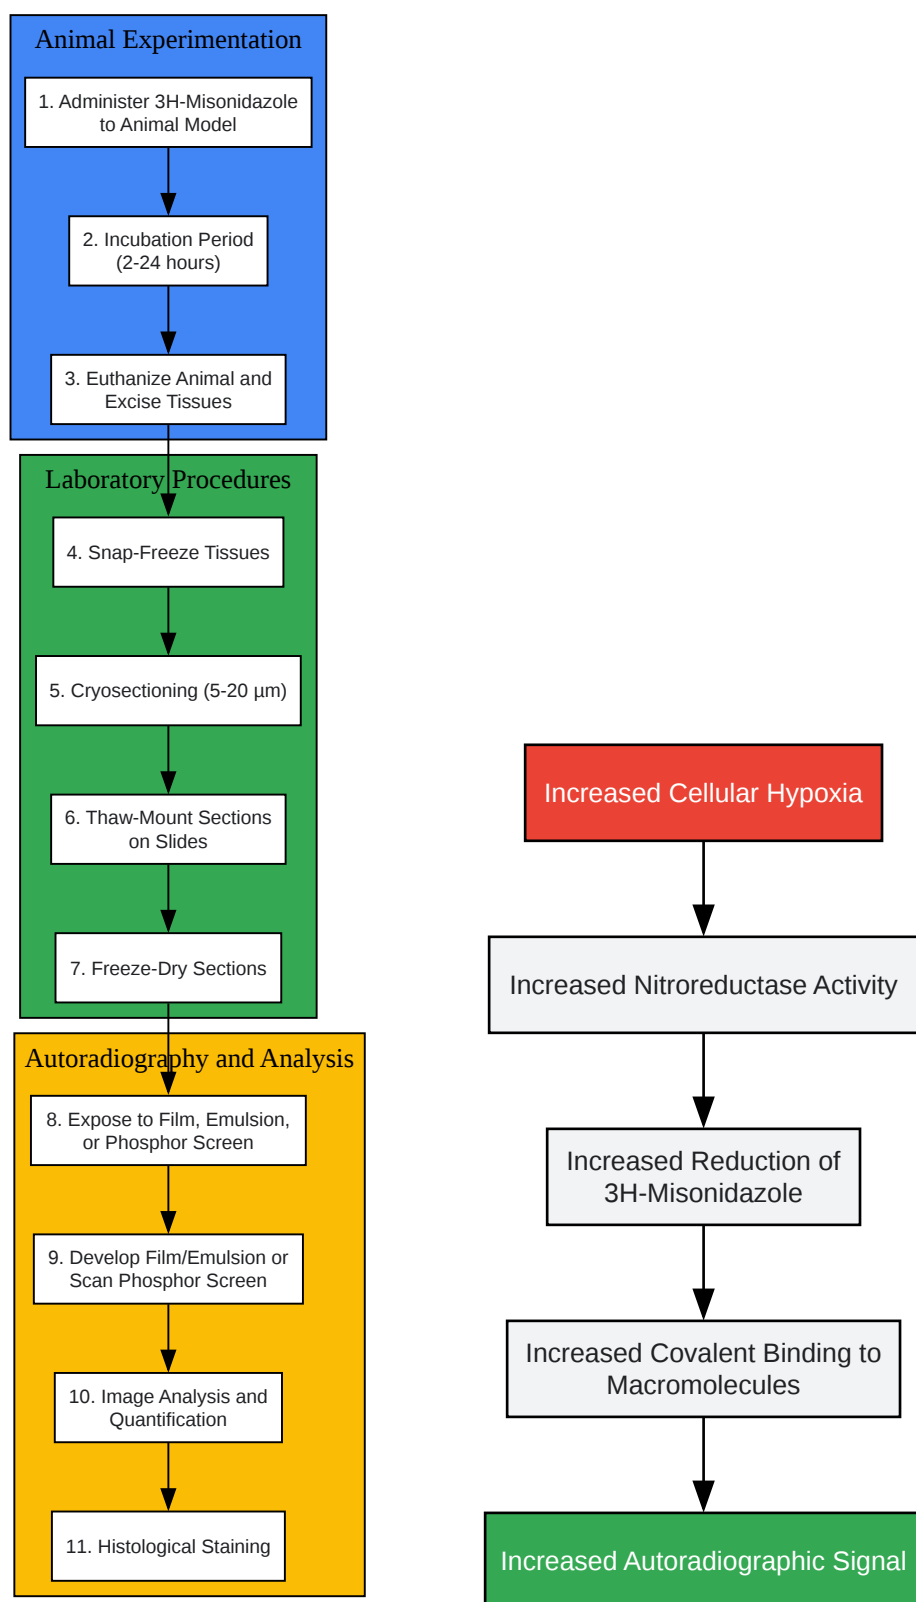 Animal Experimentation
1. Administer 3H-Misonidazole
to Animal Model
2. Incubation Period
(2-24 hours)
3. Euthanize Animal and
Excise Tissues
Laboratory Procedures
4. Snap-Freeze Tissues
5. Cryosectioning (5-20 µm)
6. Thaw-Mount Sections
on Slides
7. Freeze-Dry Sections
Autoradiography and Analysis
8. Expose to Film, Emulsion,
or Phosphor Screen
9. Develop Film/Emulsion or
Scan Phosphor Screen
10. Image Analysis and
Quantification
11. Histological Staining
Increased Cellular Hypoxia
Increased Nitroreductase Activity
Increased Reduction of
3H-Misonidazole
Increased Covalent Binding to
Macromolecules
Increased Autoradiographic Signal